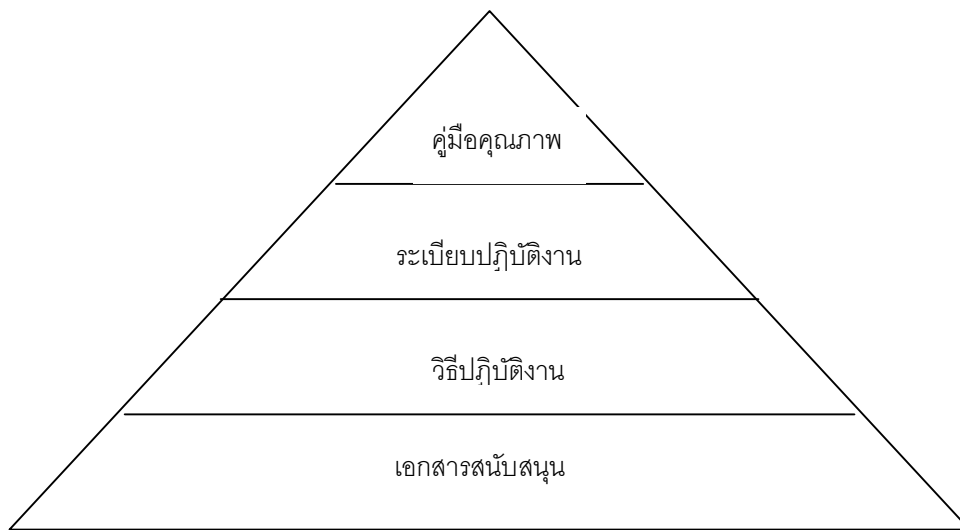 คู่มือคุณภาพ
ระเบียบปฏิบัติงาน
วิธีปฏิบัติงาน
เอกสารสนับสนุน